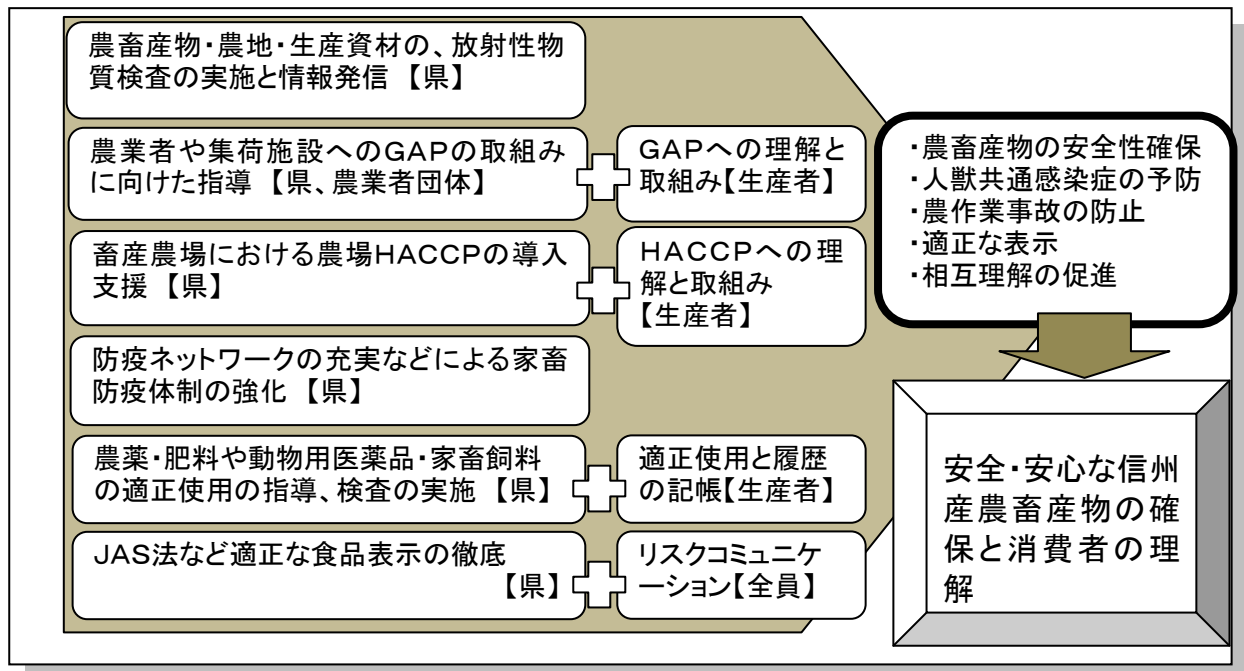 農畜産物・農地・生産資材の、放射性物
質検査の実施と情報発信 【県】
農業者や集荷施設へのGAPの取組み
に向けた指導 【県、農業者団体】
GAPへの理解と
取組み【生産者】
畜産農場における農場HACCPの導入
支援 【県】
HACCPへの理
解と取組み
【生産者】
防疫ネットワークの充実などによる家畜
防疫体制の強化 【県】
農薬・肥料や動物用医薬品・家畜飼料
の適正使用の指導、検査の実施 【県】
適正使用と履歴
の記帳【生産者】
JAS法など適正な食品表示の徹底
【県】
リスクコミュニケ
ーション【全員】
・農畜産物の安全性確保
・人獣共通感染症の予防
・農作業事故の防止
・適正な表示
・相互理解の促進
安全・安心な信州
産農畜産物の確
保と消費者の理
解